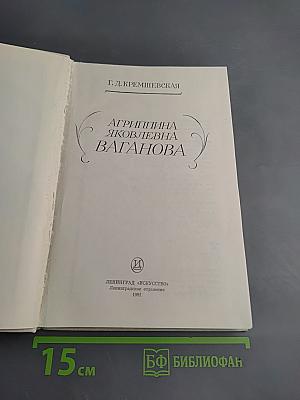 Г. Д. КРЕМШЕВСКАЯ
АГРИППИНА
ЯКОВЛЕВНА
ВАГАНОВА
И
ЛЕНИНГРАД «ИСКУССТВО»
Ленинградское отделение
1981
15 см
БФ БИБЛИОФАН